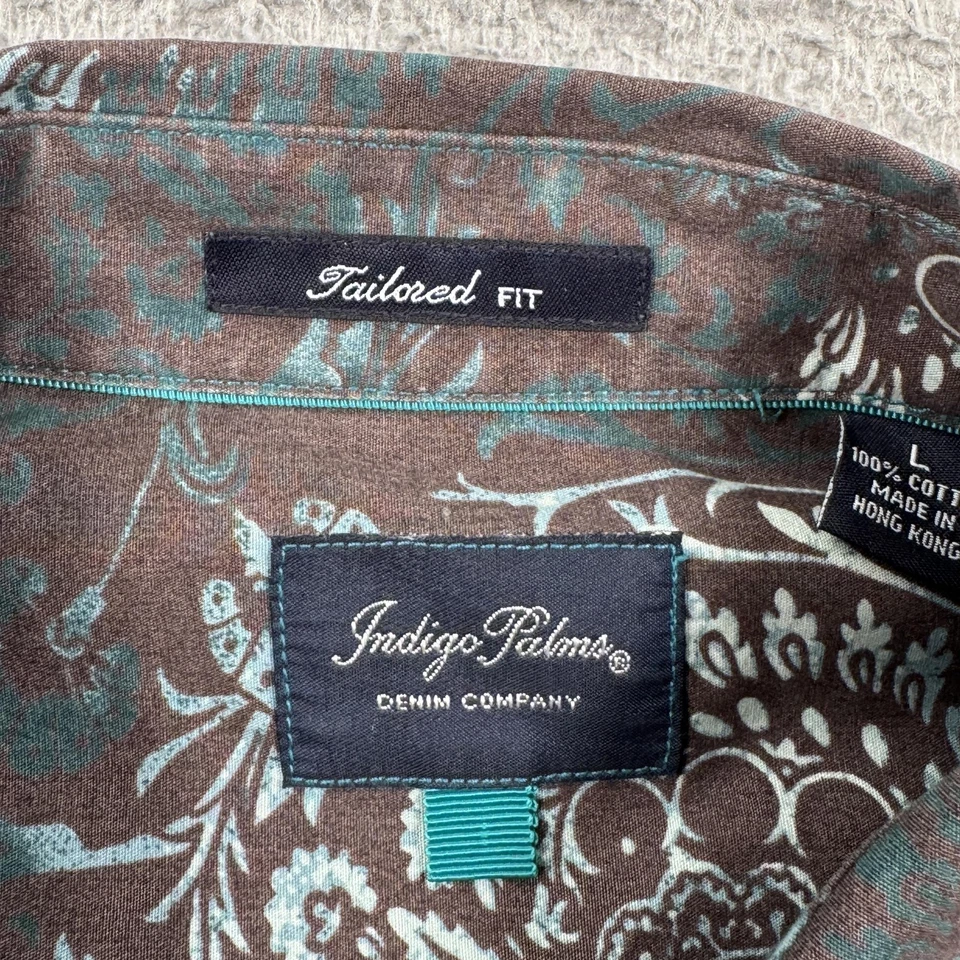 Tailored FIT
L
100% COTT
MADE IN
HONG KONG
Indigo Palms®
DENIM COMPANY